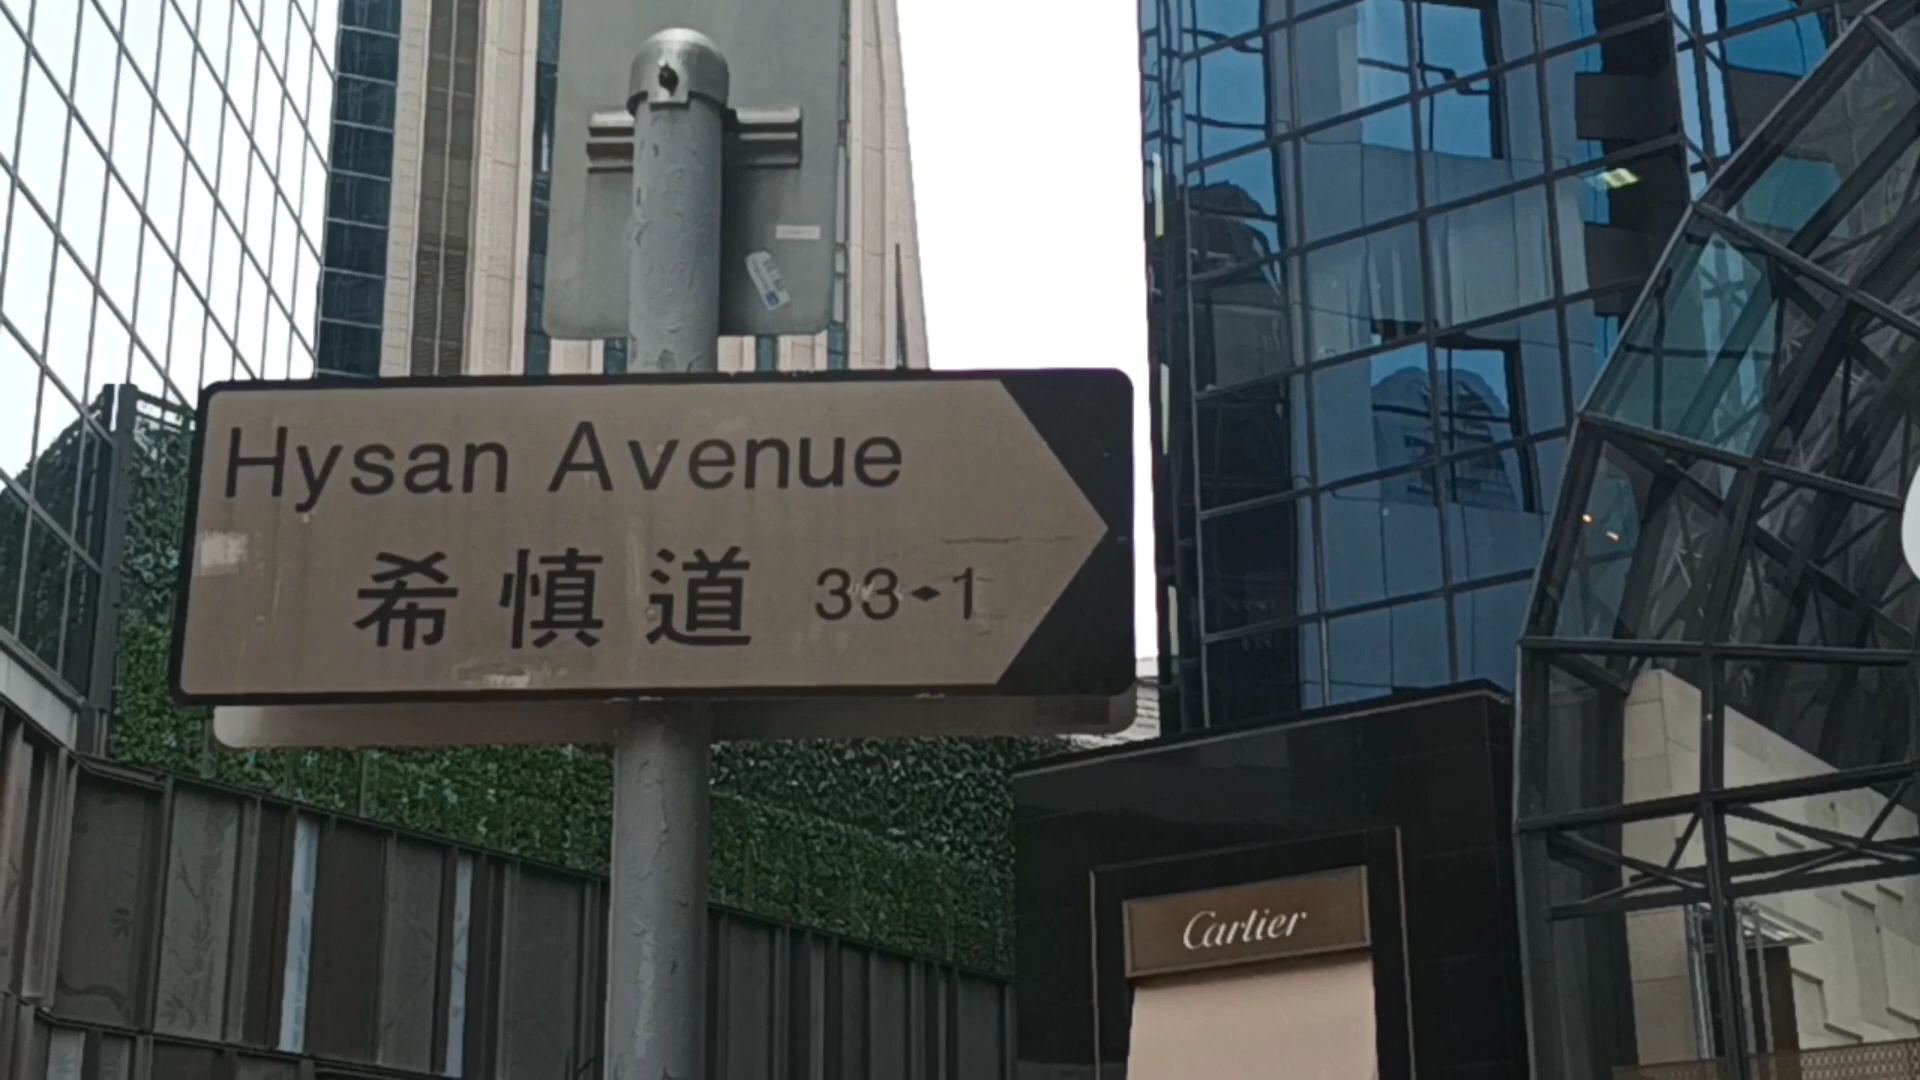 Hysan Avenue
希慎道 33◆1
Cartier